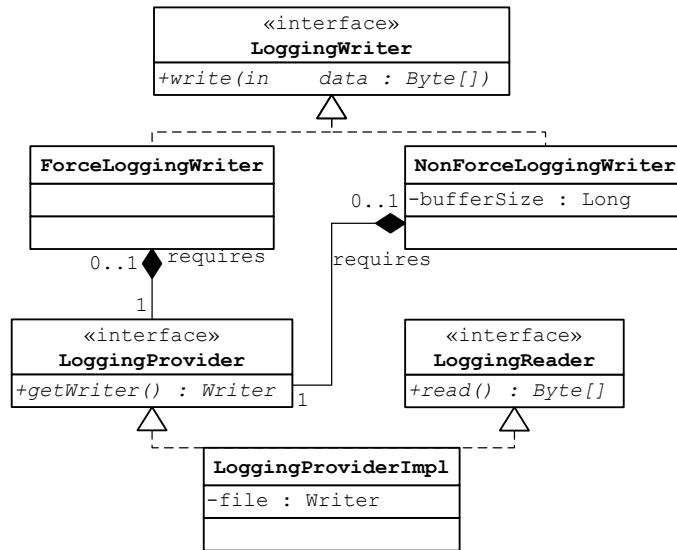 «interface»
LoggingWriter
+write(in    data : Byte[])
ForceLoggingWriter
NonForceLoggingWriter
-bufferSize : Long
0..1
0..1
requires
requires
1
«interface»
LoggingProvider
+getWriter() : Writer
1
«interface»
LoggingReader
+read() : Byte[]
LoggingProviderImpl
-file : Writer